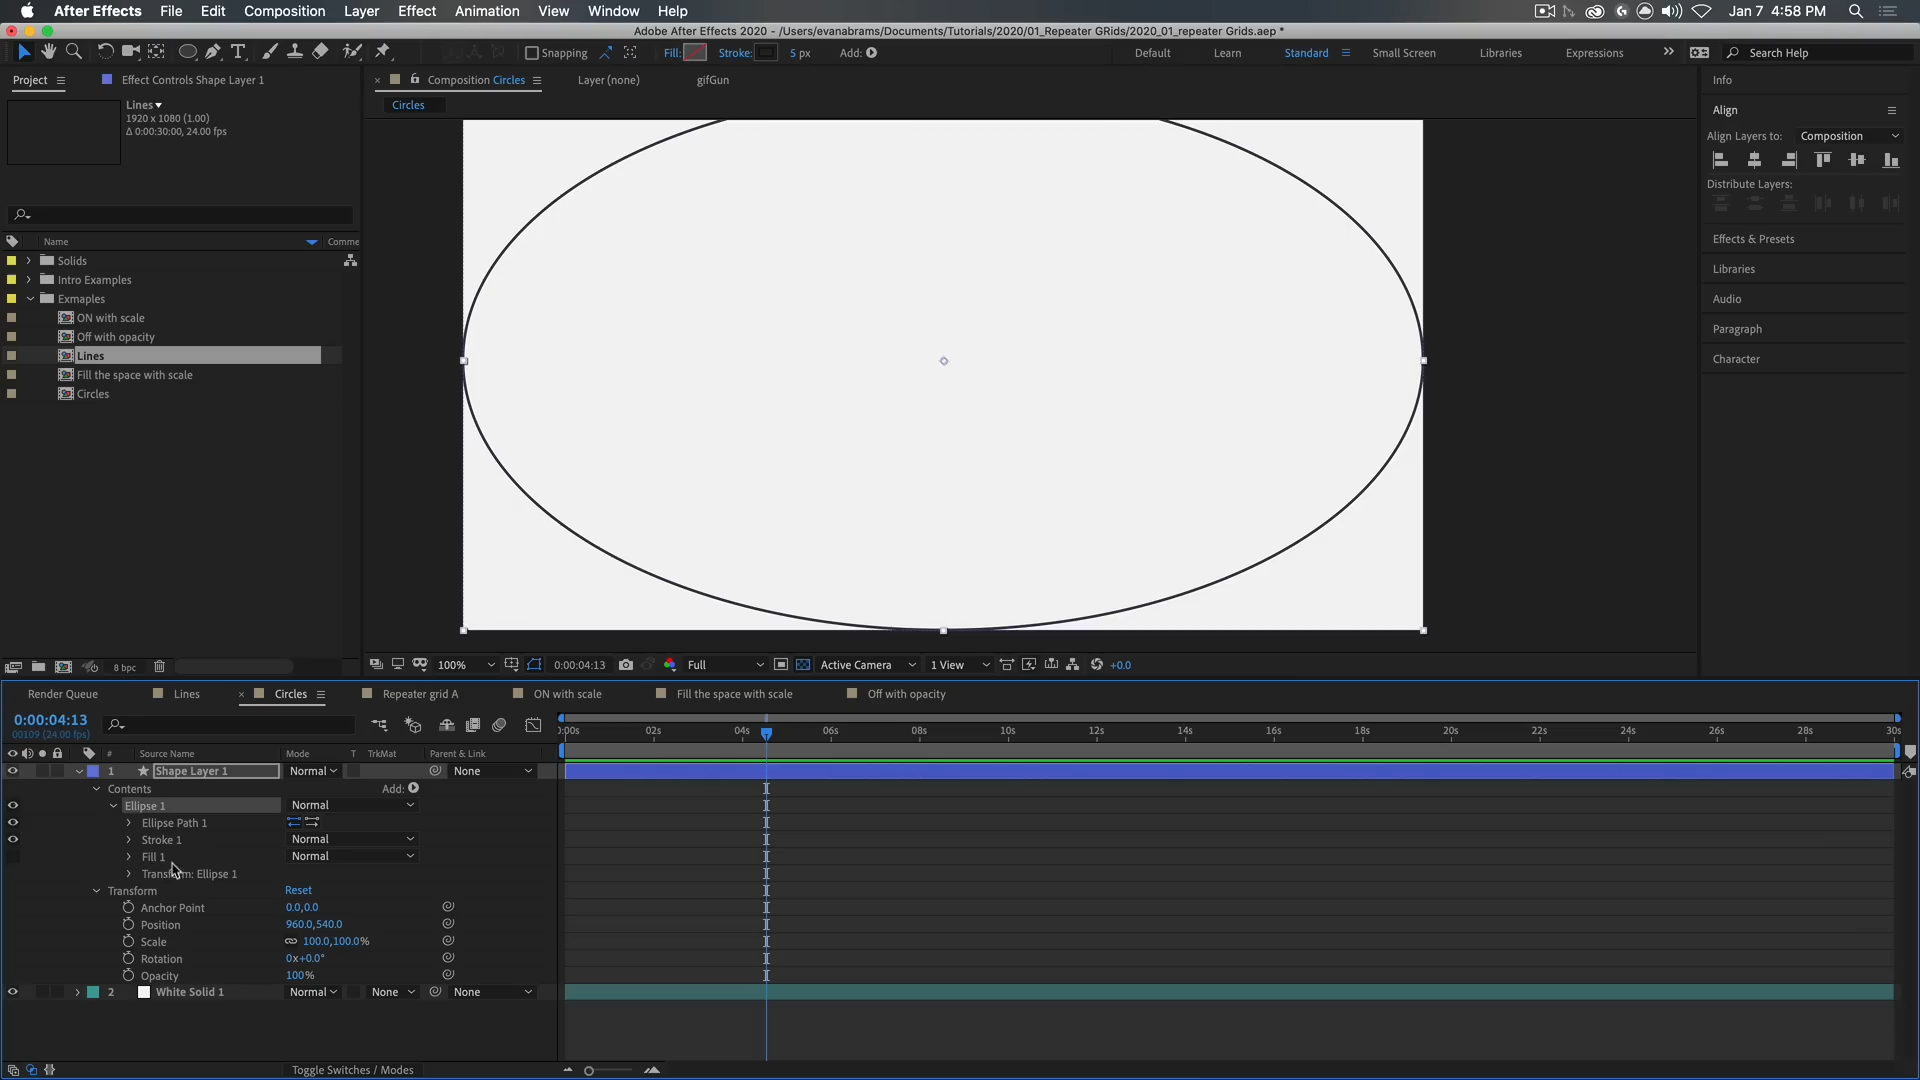 After Effects File Edit Composition Layer Effect Animation View Window Help Jan 7 4:58 PM
Adobe After Effects 2020 - /Users/evanabrams/Documents/Tutorials/2020/01_Repeater GRids/2020_01_repeater Grids.aep *
Snapping Fill: Stroke: 5 px Add: Default Learn Standard Small Screen Libraries Expressions Search Help
Project Effect Controls Shape Layer 1 Composition Circles Layer (none) gifGun Info
Lines
1920 x 1080 (1.00)
Δ 0:00:30:00, 24.00 fps
Circles
Align
Align Layers to: Composition
Distribute Layers:
Effects & Presets
Libraries
Audio
Paragraph
Character
Name Comme
Solids
Intro Examples
Exmaples
ON with scale
Off with opacity
Lines
Fill the space with scale
Circles
8 bpc 100% 0:00:04:13 Full Active Camera 1 View +0.0
Render Queue Lines Circles Repeater grid A ON with scale Fill the space with scale Off with opacity
0:00:04:13
00109 (24.00 fps)
:00s 02s 04s 06s 08s 10s 12s 14s 16s 18s 20s 22s 24s 26s 28s 30s
# Source Name Mode T TrkMat Parent & Link
1 Shape Layer 1 Normal None
Contents Add:
Ellipse 1 Normal
Ellipse Path 1
Stroke 1 Normal
Fill 1 Normal
Transform: Ellipse 1
Transform Reset
Anchor Point 0.0,0.0
Position 960.0,540.0
Scale 100.0,100.0%
Rotation 0x+0.0°
Opacity 100%
2 White Solid 1 Normal None None
Toggle Switches / Modes